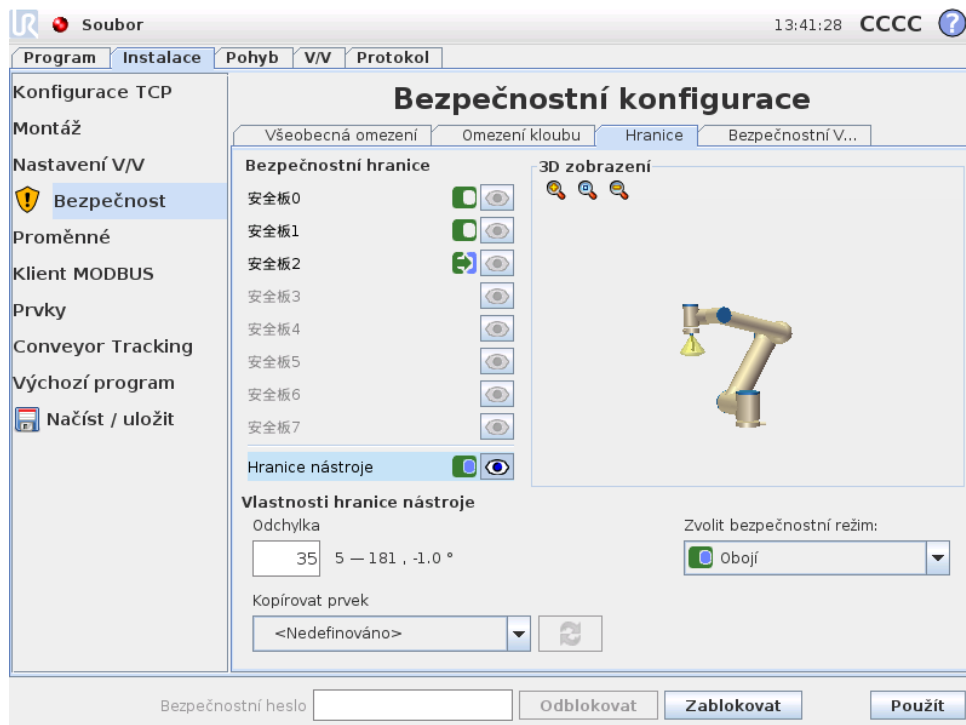 UR Soubor 13:41:28 CCCC ?
Program Instalace Pohyb V/V Protokol
Konfigurace TCP
Montáž
Nastavení V/V
Bezpečnost
Proměnné
Klient MODBUS
Prvky
Conveyor Tracking
Výchozí program
Načíst / uložit
Bezpečnostní konfigurace
Všeobecná omezení Omezení kloubu Hranice Bezpečnostní V...
Bezpečnostní hranice
安全板0
安全板1
安全板2
安全板3
安全板4
安全板5
安全板6
安全板7
Hranice nástroje
3D zobrazení
Vlastnosti hranice nástroje
Odchylka
35 5 — 181 , -1.0 °
Zvolit bezpečnostní režim:
Obojí
Kopírovat prvek
<Nedefinováno>
Bezpečnostní heslo Odblokovat Zablokovat Použít